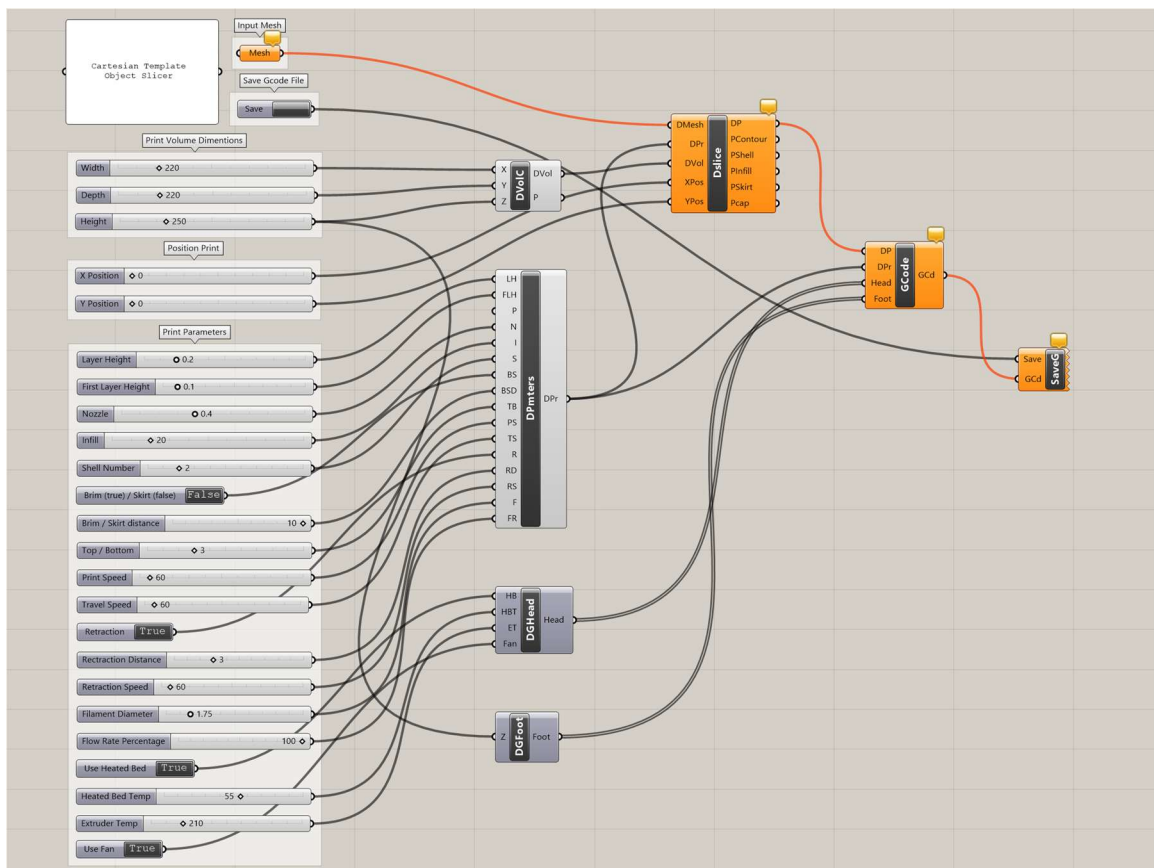 Cartesian Template
Object Slicer
Input Mesh
Mesh
Save Gcode File
Save
Print Volume Dimentions
Width 220
Depth 220
Height 250
Position Print
X Position 0
Y Position 0
Print Parameters
Layer Height 0.2
First Layer Height 0.1
Nozzle 0.4
Infill 20
Shell Number 2
Brim (true) / Skirt (false) False
Brim / Skirt distance 10
Top / Bottom 3
Print Speed 60
Travel Speed 60
Retraction True
Rectraction Distance 3
Retraction Speed 60
Filament Diameter 1.75
Flow Rate Percentage 100
Use Heated Bed True
Heated Bed Temp 55
Extruder Temp 210
Use Fan True
X
Y
Z
DVolC
DVol
P
LH
FLH
P
N
I
S
BS
BSD
TB
PS
TS
R
RD
RS
F
FR
DPmters
DPr
HB
HBT
ET
Fan
DGHead
Head
Z
DGFoot
Foot
DMesh
DPr
DVol
XPos
YPos
Dslice
DP
PContour
PShell
PInfill
PSkirt
Pcap
DP
DPr
Head
Foot
GCode
GCd
Save
GCd
SaveG